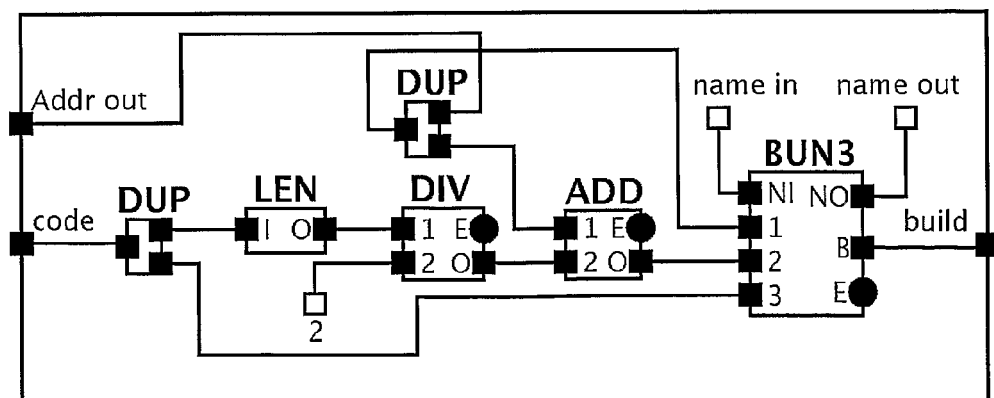 DUP
name in
name out
Addr out
BUN3
DUP
LEN
DIV
ADD
NI NO
code
I O
1 E
1 E
1
build
2 O
2 O
2
B
3
E
2